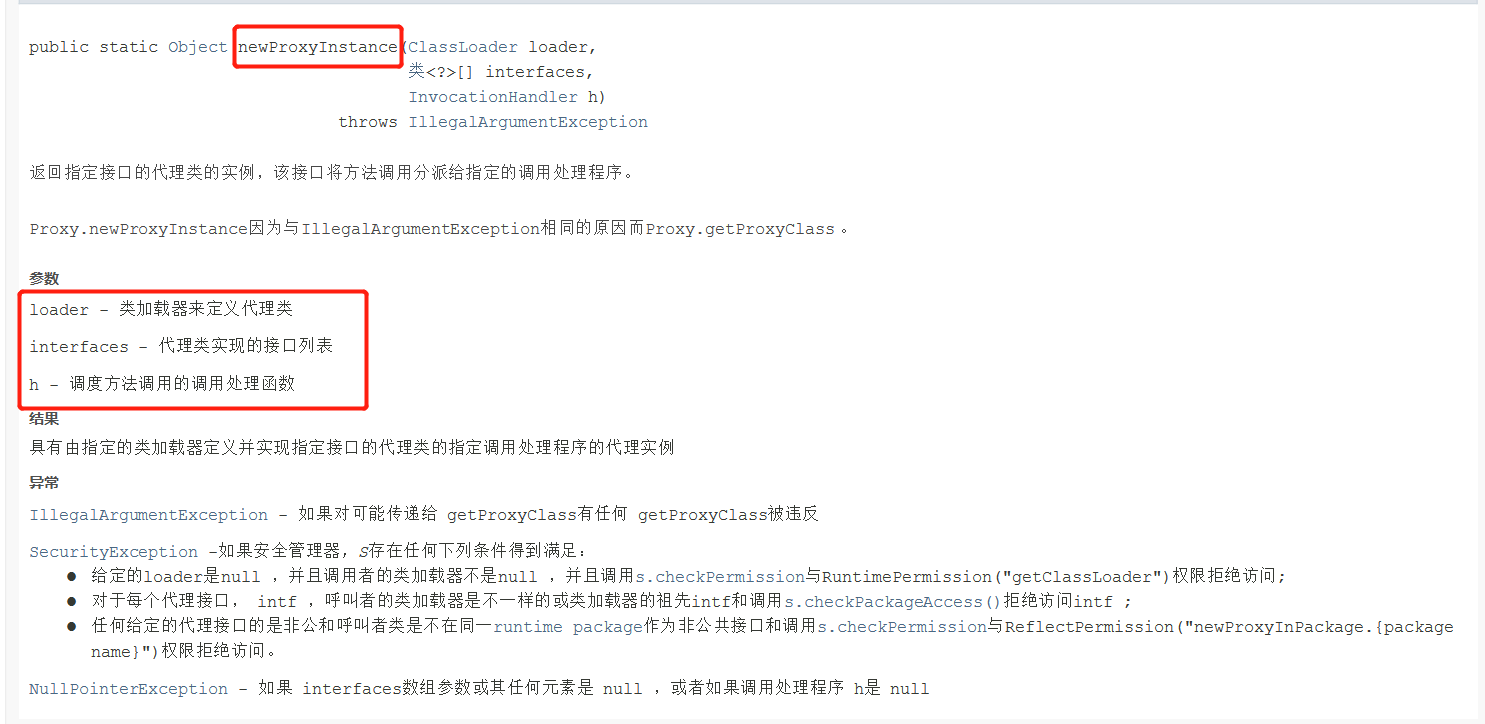 public static Object newProxyInstance(ClassLoader loader,
类<?>[] interfaces,
InvocationHandler h)
throws IllegalArgumentException
返回指定接口的代理类的实例，该接口将方法调用分派给指定的调用处理程序。
Proxy.newProxyInstance因为与IllegalArgumentException相同的原因而Proxy.getProxyClass 。
参数
loader - 类加载器来定义代理类
interfaces - 代理类实现的接口列表
h - 调度方法调用的调用处理函数
结果
具有由指定的类加载器定义并实现指定接口的代理类的指定调用处理程序的代理实例
异常
IllegalArgumentException - 如果对可能传递给 getProxyClass有任何 getProxyClass被违反
SecurityException -如果安全管理器，S存在任何下列条件得到满足：
● 给定的loader是null ，并且调用者的类加载器不是null ，并且调用s.checkPermission与RuntimePermission("getClassLoader")权限拒绝访问;
● 对于每个代理接口， intf ，呼叫者的类加载器是不一样的或类加载器的祖先intf和调用s.checkPackageAccess()拒绝访问intf ;
● 任何给定的代理接口的是非公和呼叫者类是不在同一runtime package作为非公共接口和调用s.checkPermission与ReflectPermission("newProxyInPackage.{package
name}")权限拒绝访问。
NullPointerException - 如果 interfaces数组参数或其任何元素是 null ，或者如果调用处理程序 h是 null